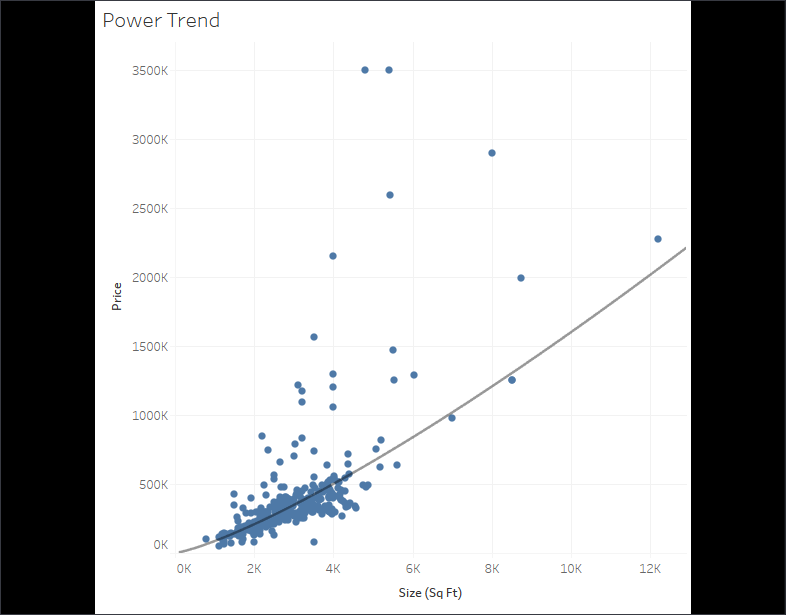 Power Trend
3500K
3000K
2500K
2000K
1500K
1000K
500K
0K
Price
0K 2K 4K 6K 8K 10K 12K
Size (Sq Ft)